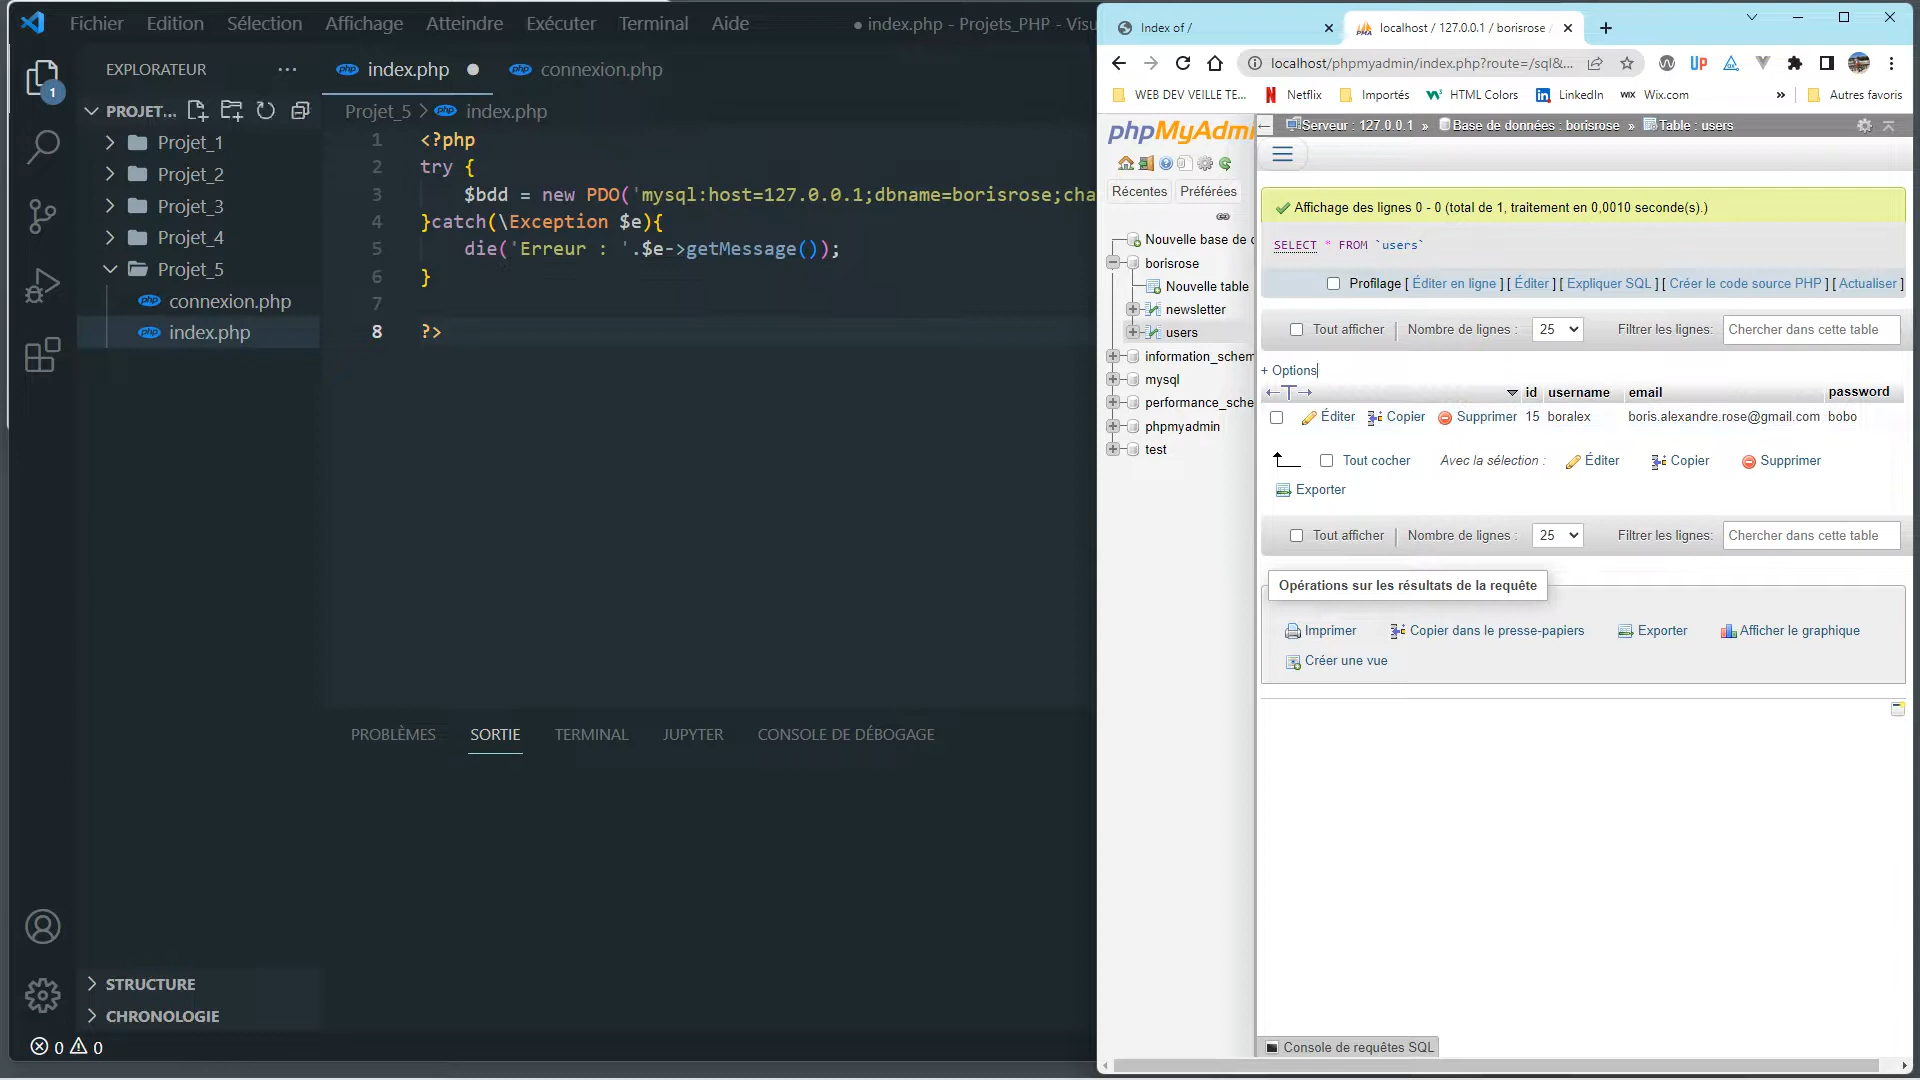 Fichier Edition Sélection Affichage Atteindre Exécuter Terminal Aide ● index.php - Projets_PHP - Visu
EXPLORATEUR ···
1
PROJET...
Projet_1
Projet_2
Projet_3
Projet_4
Projet_5
connexion.php
index.php
STRUCTURE
CHRONOLOGIE
0 0
index.php ● connexion.php
Projet_5 > index.php
1 <?php
2 try {
3 $bdd = new PDO('mysql:host=127.0.0.1;dbname=borisrose;cha
4 }catch(\Exception $e){
5 die('Erreur : '.$e->getMessage());
6 }
7
8 ?>
PROBLÈMES SORTIE TERMINAL JUPYTER CONSOLE DE DÉBOGAGE
Index of /
localhost / 127.0.0.1 / borisrose
localhost/phpmyadmin/index.php?route=/sql&...
UP
WEB DEV VEILLE TE... Netflix Importés HTML Colors LinkedIn Wix.com » Autres favoris
phpMyAdmi
Récentes Préférées
Nouvelle base de d
borisrose
Nouvelle table
newsletter
users
information_schem
mysql
performance_sche
phpmyadmin
test
Serveur : 127.0.0.1 » Base de données : borisrose » Table : users
Affichage des lignes 0 - 0 (total de 1, traitement en 0,0010 seconde(s).)
SELECT * FROM `users`
Profilage [ Éditer en ligne ] [ Éditer ] [ Expliquer SQL ] [ Créer le code source PHP ] [ Actualiser ]
Tout afficher | Nombre de lignes : 25 Filtrer les lignes: Chercher dans cette table
+ Options
←T→ id username email password
Éditer Copier Supprimer 15 boralex boris.alexandre.rose@gmail.com bobo
Tout cocher Avec la sélection : Éditer Copier Supprimer
Exporter
Tout afficher | Nombre de lignes : 25 Filtrer les lignes: Chercher dans cette table
Opérations sur les résultats de la requête
Imprimer Copier dans le presse-papiers Exporter Afficher le graphique
Créer une vue
Console de requêtes SQL